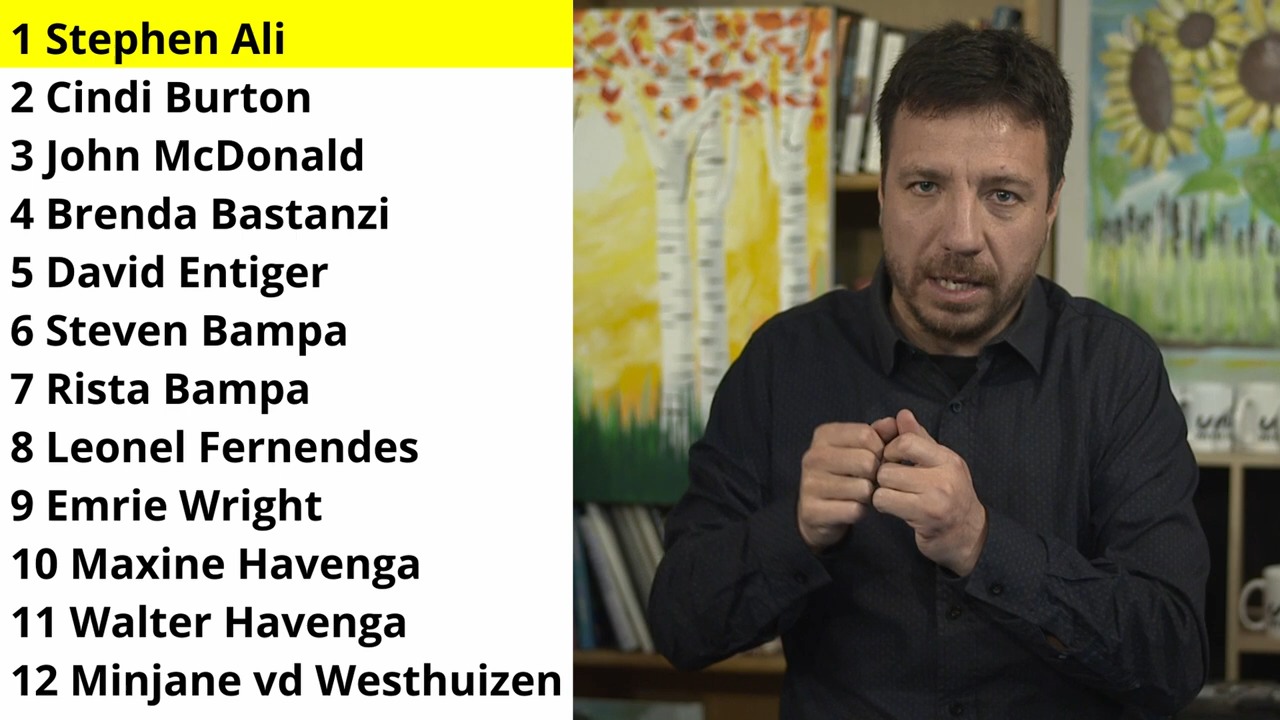 1 Stephen Ali
2 Cindi Burton
3 John McDonald
4 Brenda Bastanzi
5 David Entiger
6 Steven Bampa
7 Rista Bampa
8 Leonel Fernendes
9 Emrie Wright
10 Maxine Havenga
11 Walter Havenga
12 Minjane vd Westhuizen